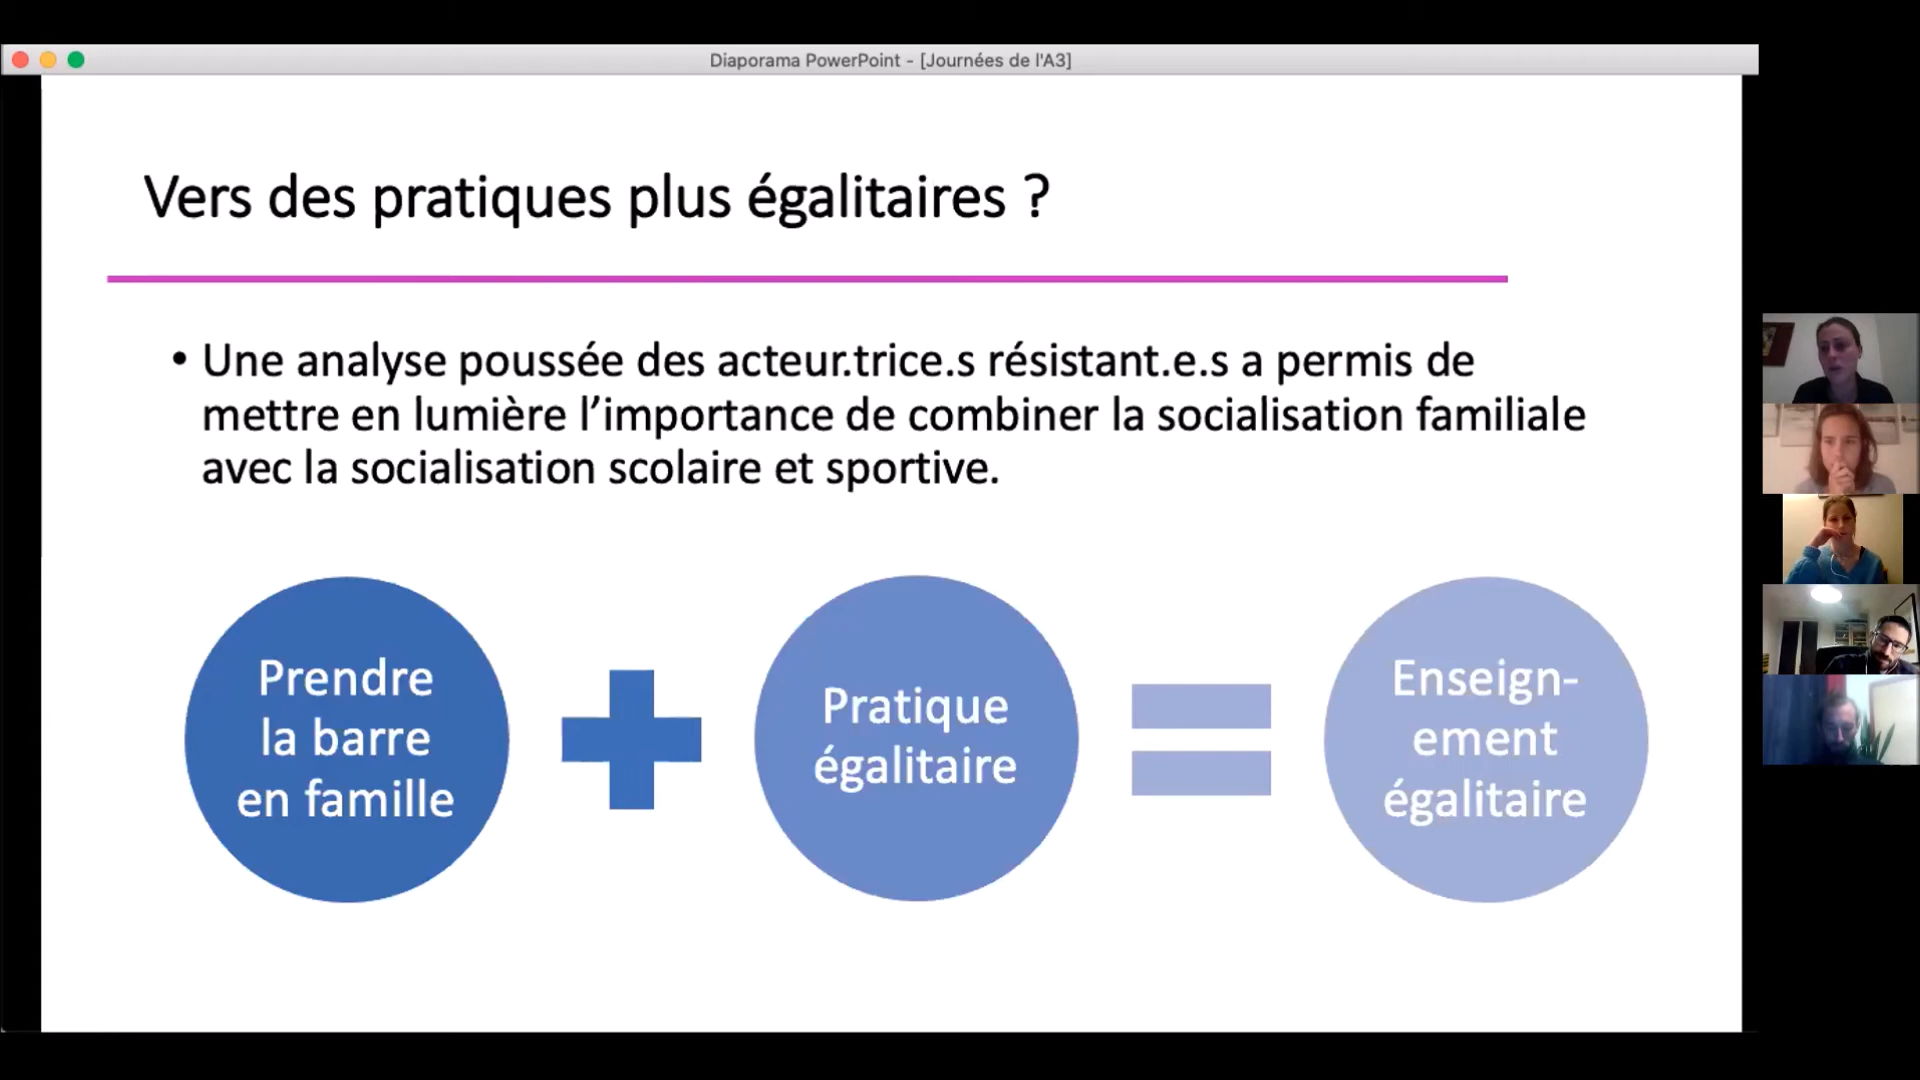 Diaporama PowerPoint - [Journées de l'A3]
Vers des pratiques plus égalitaires ?
• Une analyse poussée des acteur.trice.s résistant.e.s a permis de
mettre en lumière l’importance de combiner la socialisation familiale
avec la socialisation scolaire et sportive.
Prendre
la barre
en famille
Pratique
égalitaire
Enseign-
ement
égalitaire